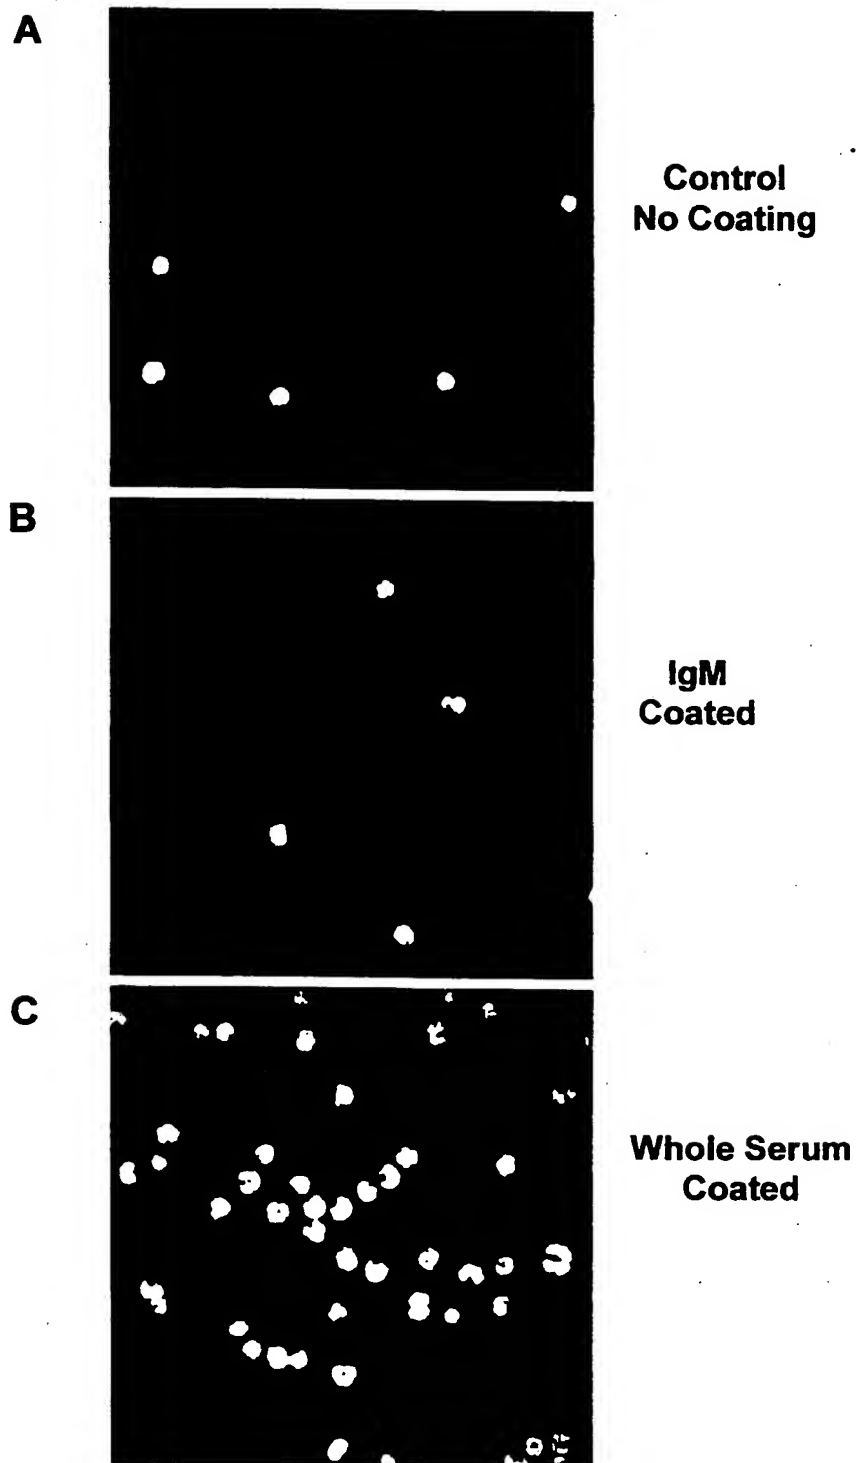 A
Control
No Coating
B
IgM
Coated
C
Whole Serum
Coated